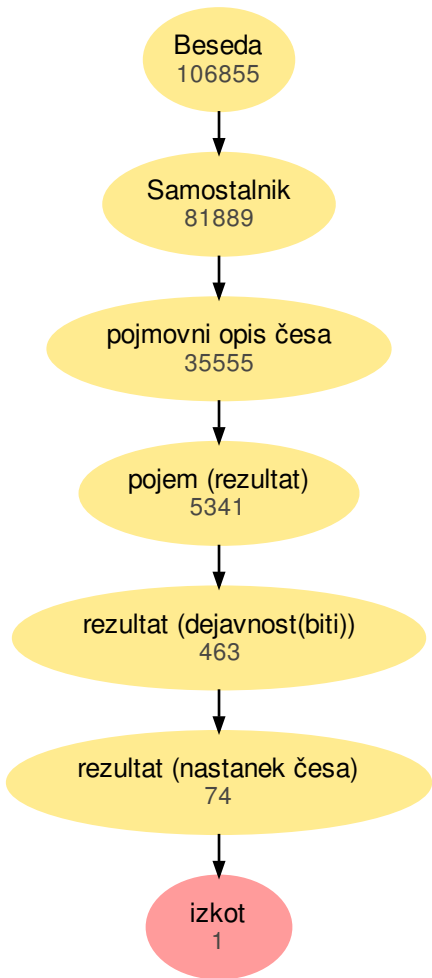 Beseda
106855
Samostalnik
81889
pojmovni opis česa
35555
pojem (rezultat)
5341
rezultat (dejavnost(biti))
463
rezultat (nastanek česa)
74
izkot
1